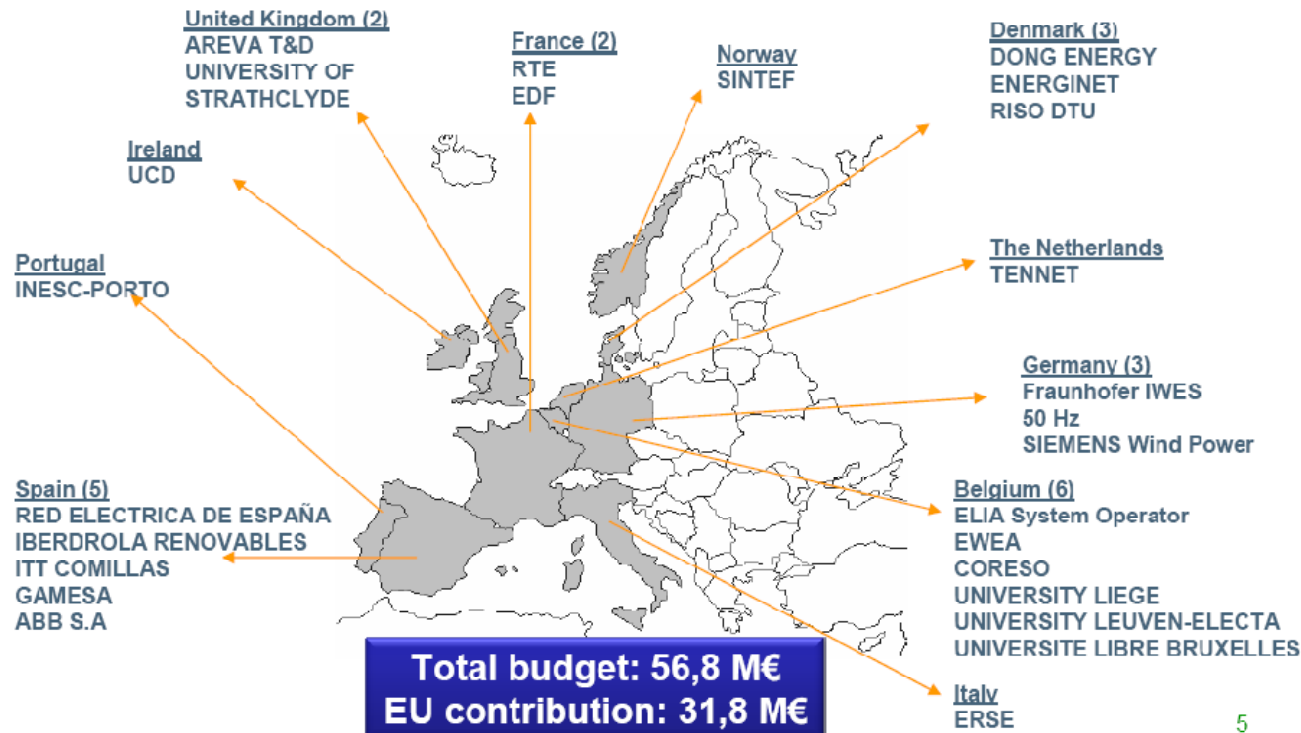 United Kingdom (2)
AREVA T&D
UNIVERSITY OF
STRATHCLYDE
France (2)
RTE
EDF
Norway
SINTEF
Denmark (3)
DONG ENERGY
ENERGINET
RISO DTU
Ireland
UCD
The Netherlands
TENNET
Portugal
INESC-PORTO
Germany (3)
Fraunhofer IWES
50 Hz
SIEMENS Wind Power
Spain (5)
RED ELECTRICA DE ESPAÑA
IBERDROLA RENOVABLES
ITT COMILLAS
GAMESA
ABB S.A
Belgium (6)
ELIA System Operator
EWEA
CORESO
UNIVERSITY LIEGE
UNIVERSITY LEUVEN-ELECTA
UNIVERSITE LIBRE BRUXELLES
Italy
ERSE
Total budget: 56,8 M€
EU contribution: 31,8 M€
5